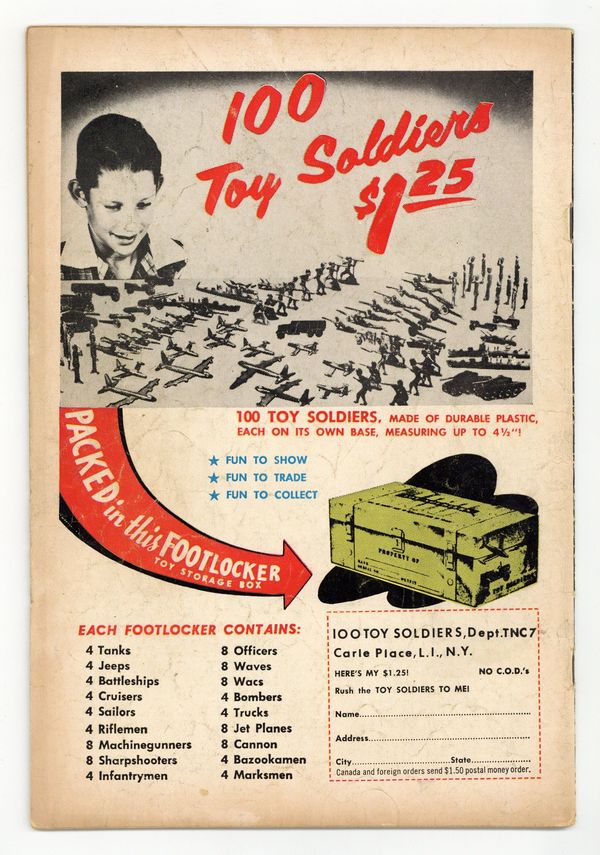 100
Toy Soldiers
$1.25
100 TOY SOLDIERS, MADE OF DURABLE PLASTIC,
EACH ON ITS OWN BASE, MEASURING UP TO 4½"!
★ FUN TO SHOW
★ FUN TO TRADE
★ FUN TO COLLECT
PACKED in this FOOTLOCKER
TOY STORAGE BOX
PROPERTY OF
TOY SOLDIERS
EACH FOOTLOCKER CONTAINS:
4 Tanks
4 Jeeps
4 Battleships
4 Cruisers
4 Sailors
4 Riflemen
8 Machinegunners
8 Sharpshooters
4 Infantrymen
8 Officers
8 Waves
8 Wacs
4 Bombers
4 Trucks
8 Jet Planes
8 Cannon
4 Bazookamen
4 Marksmen
100 TOY SOLDIERS, Dept. TNC7
Carle Place, L.I., N.Y.
HERE'S MY $1.25! NO C.O.D.'s
Rush the TOY SOLDIERS TO ME!
Name
Address
City State
Canada and foreign orders send $1.50 postal money order.